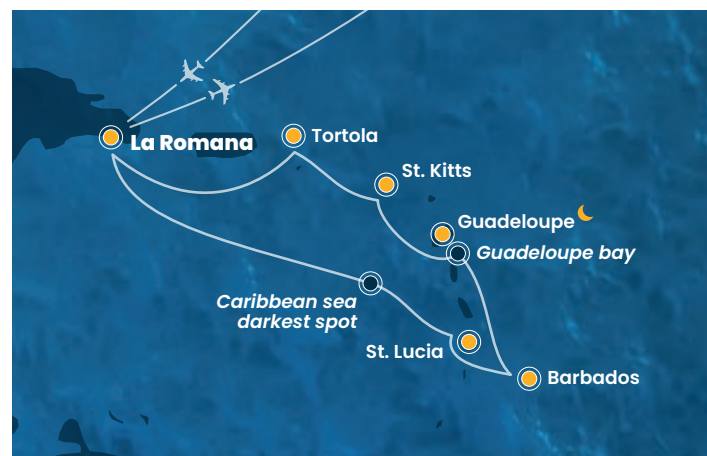 La Romana
Tortola
St. Kitts
Guadeloupe
Guadeloupe bay
Caribbean sea
darkest spot
St. Lucia
Barbados